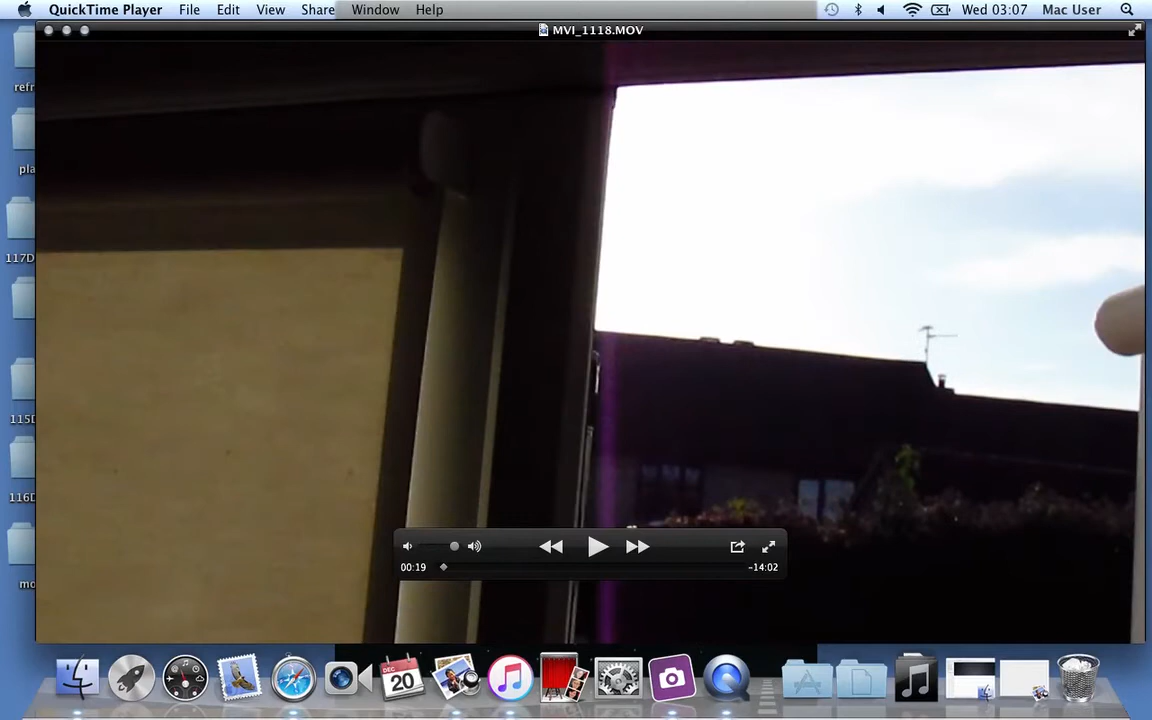 QuickTime Player File Edit View Share Window Help Wed 03:07 Mac User
MVI_1118.MOV
refr
pla
117D
115D
116D
mo
00:19 -14:02
DEC
20